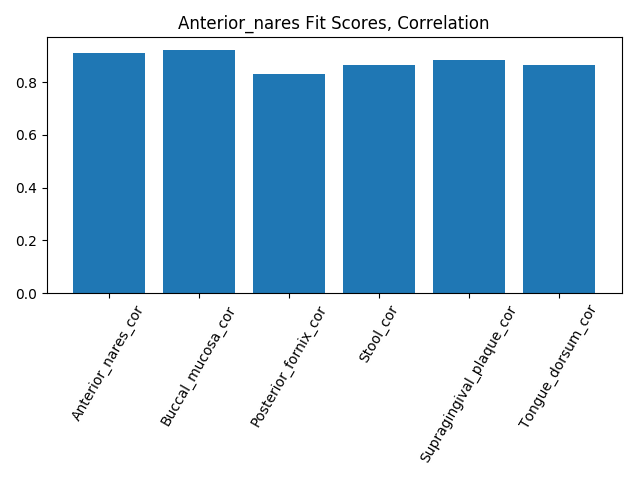 Anterior_nares Fit Scores, Correlation
0.8
0.6
0.4
0.2
0.0
Anterior_nares_cor
Buccal_mucosa_cor
Posterior_fornix_cor
Stool_cor
Supragingival_plaque_cor
Tongue_dorsum_cor